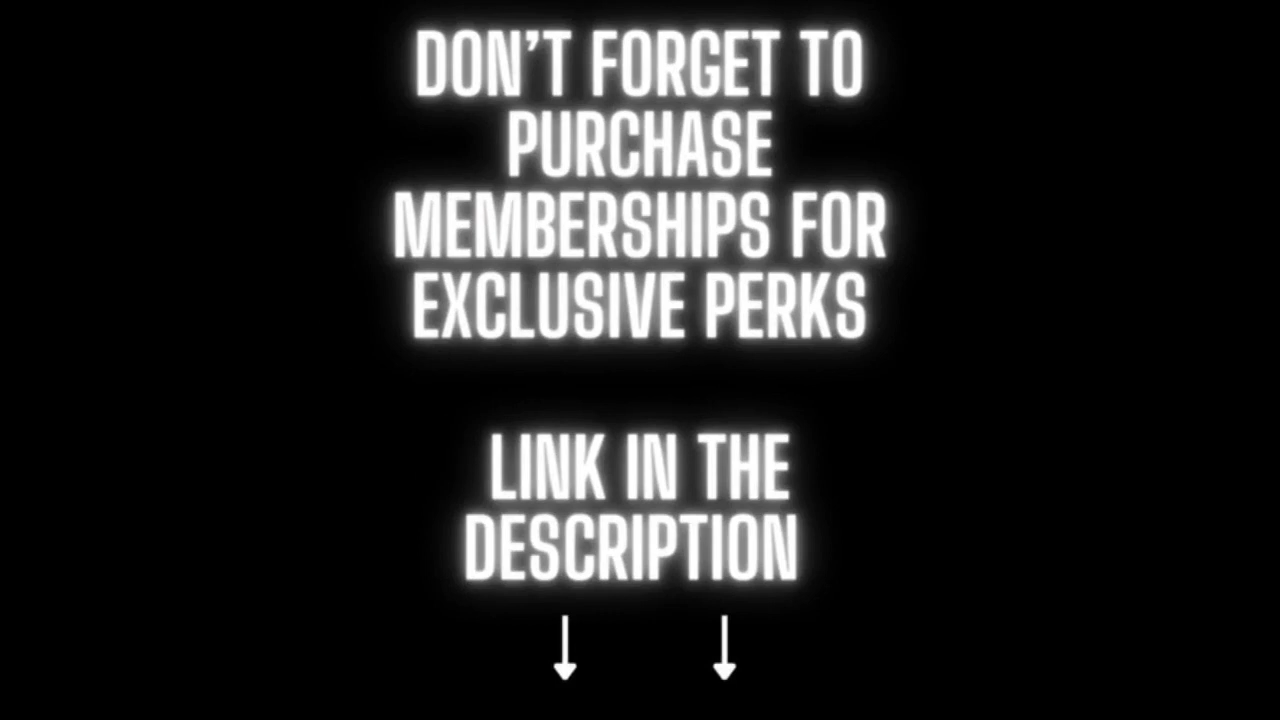 DON'T FORGET TO
PURCHASE
MEMBERSHIPS FOR
EXCLUSIVE PERKS
LINK IN THE
DESCRIPTION